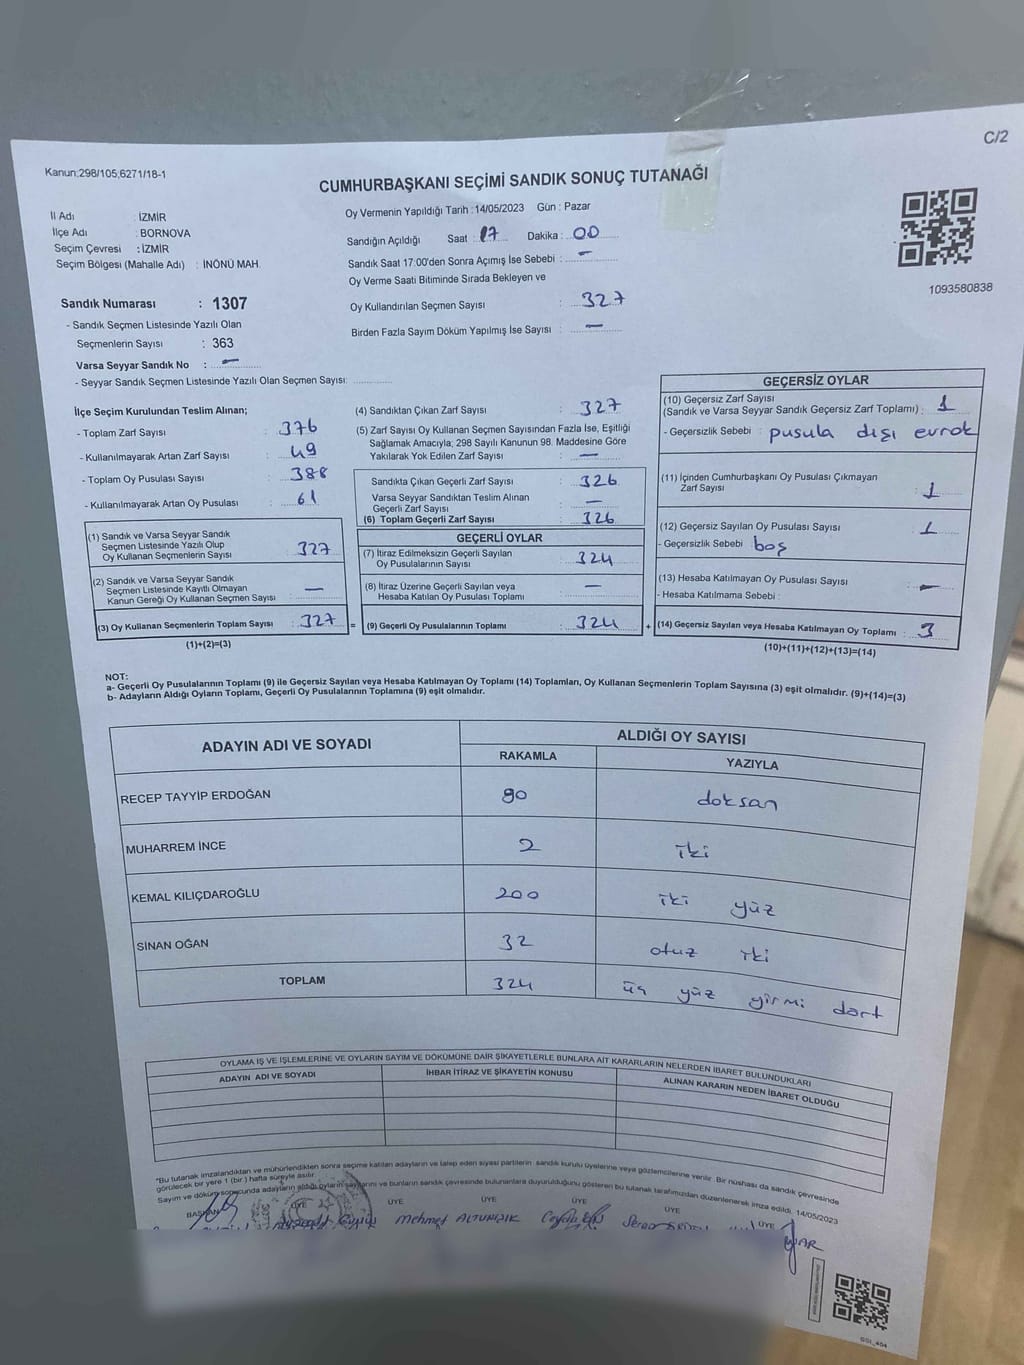 C/2
Kanun;298/105;6271/18-1
CUMHURBAŞKANI SEÇİMİ SANDIK SONUÇ TUTANAĞI
İl Adı : İZMİR
İlçe Adı : BORNOVA
Seçim Çevresi : İZMİR
Seçim Bölgesi (Mahalle Adı) : İNÖNÜ MAH.
Oy Vermenin Yapıldığı Tarih :14/05/2023 Gün : Pazar
Sandığın Açıldığı Saat : 17 Dakika : 00
Sandık Saat 17:00'den Sonra Açımış İse Sebebi : –
Oy Verme Saati Bitiminde Sırada Bekleyen ve
Oy Kullandırılan Seçmen Sayısı : 327
Birden Fazla Sayım Döküm Yapılmış İse Sayısı : –
1093580838
Sandık Numarası : 1307
- Sandık Seçmen Listesinde Yazılı Olan
Seçmenlerin Sayısı : 363
Varsa Seyyar Sandık No : –
- Seyyar Sandık Seçmen Listesinde Yazılı Olan Seçmen Sayısı:
İlçe Seçim Kurulundan Teslim Alınan;
- Toplam Zarf Sayısı : 376
- Kullanılmayarak Artan Zarf Sayısı : 49
- Toplam Oy Pusulası Sayısı : 388
- Kullanılmayarak Artan Oy Pusulası : 61
(1) Sandık ve Varsa Seyyar Sandık
Seçmen Listesinde Yazılı Olup
Oy Kullanan Seçmenlerin Sayısı : 327
(2) Sandık ve Varsa Seyyar Sandık
Seçmen Listesinde Kayıtlı Olmayan
Kanun Gereği Oy Kullanan Seçmen Sayısı : –
(3) Oy Kullanan Seçmenlerin Toplam Sayısı : 327 =
(1)+(2)=(3)
(4) Sandıktan Çıkan Zarf Sayısı : 327
(5) Zarf Sayısı Oy Kullanan Seçmen Sayısından Fazla İse, Eşitliği
Sağlamak Amacıyla; 298 Sayılı Kanunun 98. Maddesine Göre
Yakılarak Yok Edilen Zarf Sayısı : –
Sandıkta Çıkan Geçerli Zarf Sayısı : 326
Varsa Seyyar Sandıktan Teslim Alınan
Geçerli Zarf Sayısı : –
(6) Toplam Geçerli Zarf Sayısı : 326
GEÇERLİ OYLAR
(7) İtiraz Edilmeksizin Geçerli Sayılan
Oy Pusulalarının Sayısı : 324
(8) İtiraz Üzerine Geçerli Sayılan veya
Hesaba Katılan Oy Pusulası Toplamı : –
(9) Geçerli Oy Pusulalarının Toplamı : 324 +
GEÇERSİZ OYLAR
(10) Geçersiz Zarf Sayısı
(Sandık ve Varsa Seyyar Sandık Geçersiz Zarf Toplamı) : 1
- Geçersizlik Sebebi : pusula dışı evrak
(11) İçinden Cumhurbaşkanı Oy Pusulası Çıkmayan
Zarf Sayısı : 1
(12) Geçersiz Sayılan Oy Pusulası Sayısı : 1
- Geçersizlik Sebebi boş
(13) Hesaba Katılmayan Oy Pusulası Sayısı : –
- Hesaba Katılmama Sebebi :
(14) Geçersiz Sayılan veya Hesaba Katılmayan Oy Toplamı : 3
(10)+(11)+(12)+(13)=(14)
NOT:
a- Geçerli Oy Pusulalarının Toplamı (9) ile Geçersiz Sayılan veya Hesaba Katılmayan Oy Toplamı (14) Toplamları, Oy Kullanan Seçmenlerin Toplam Sayısına (3) eşit olmalıdır. (9)+(14)=(3)
b- Adayların Aldığı Oyların Toplamı, Geçerli Oy Pusulalarının Toplamına (9) eşit olmalıdır.
ADAYIN ADI VE SOYADI
ALDIĞI OY SAYISI
RAKAMLA YAZIYLA
RECEP TAYYİP ERDOĞAN 90 doksan
MUHARREM İNCE 2 iki
KEMAL KILIÇDAROĞLU 200 iki yüz
SİNAN OĞAN 32 otuz iki
TOPLAM 324 üç yüz yirmi dört
OYLAMA İŞ VE İŞLEMLERİNE VE OYLARIN SAYIM VE DÖKÜMÜNE DAİR ŞİKAYETLERLE BUNLARA AİT KARARLARIN NELERDEN İBARET BULUNDUKLARI
ADAYIN ADI VE SOYADI İHBAR İTİRAZ VE ŞİKAYETİN KONUSU ALINAN KARARIN NEDEN İBARET OLDUĞU
"Bu tutanak imzalandıktan ve mühürlendikten sonra seçime katılan adayların ve talep eden siyasi partilerin sandık kurulu üyelerine veya gözlemcilerine verilir. Bir nüshası da sandık çevresinde
görülecek bir yere 1 (bir.) hafta süreyle asılır.
Sayım ve döküm sonucunda adayların aldığı oyların sayılarını ve bunların sandık çevresinde bulunanlara duyurulduğunu gösteren bu tutanak tarafımızdan düzenlenerek imza edildi. 14/05/2023
BAŞKAN ÜYE ÜYE ÜYE ÜYE ÜYE ÜYE
Mehmet ALTUNIŞIK